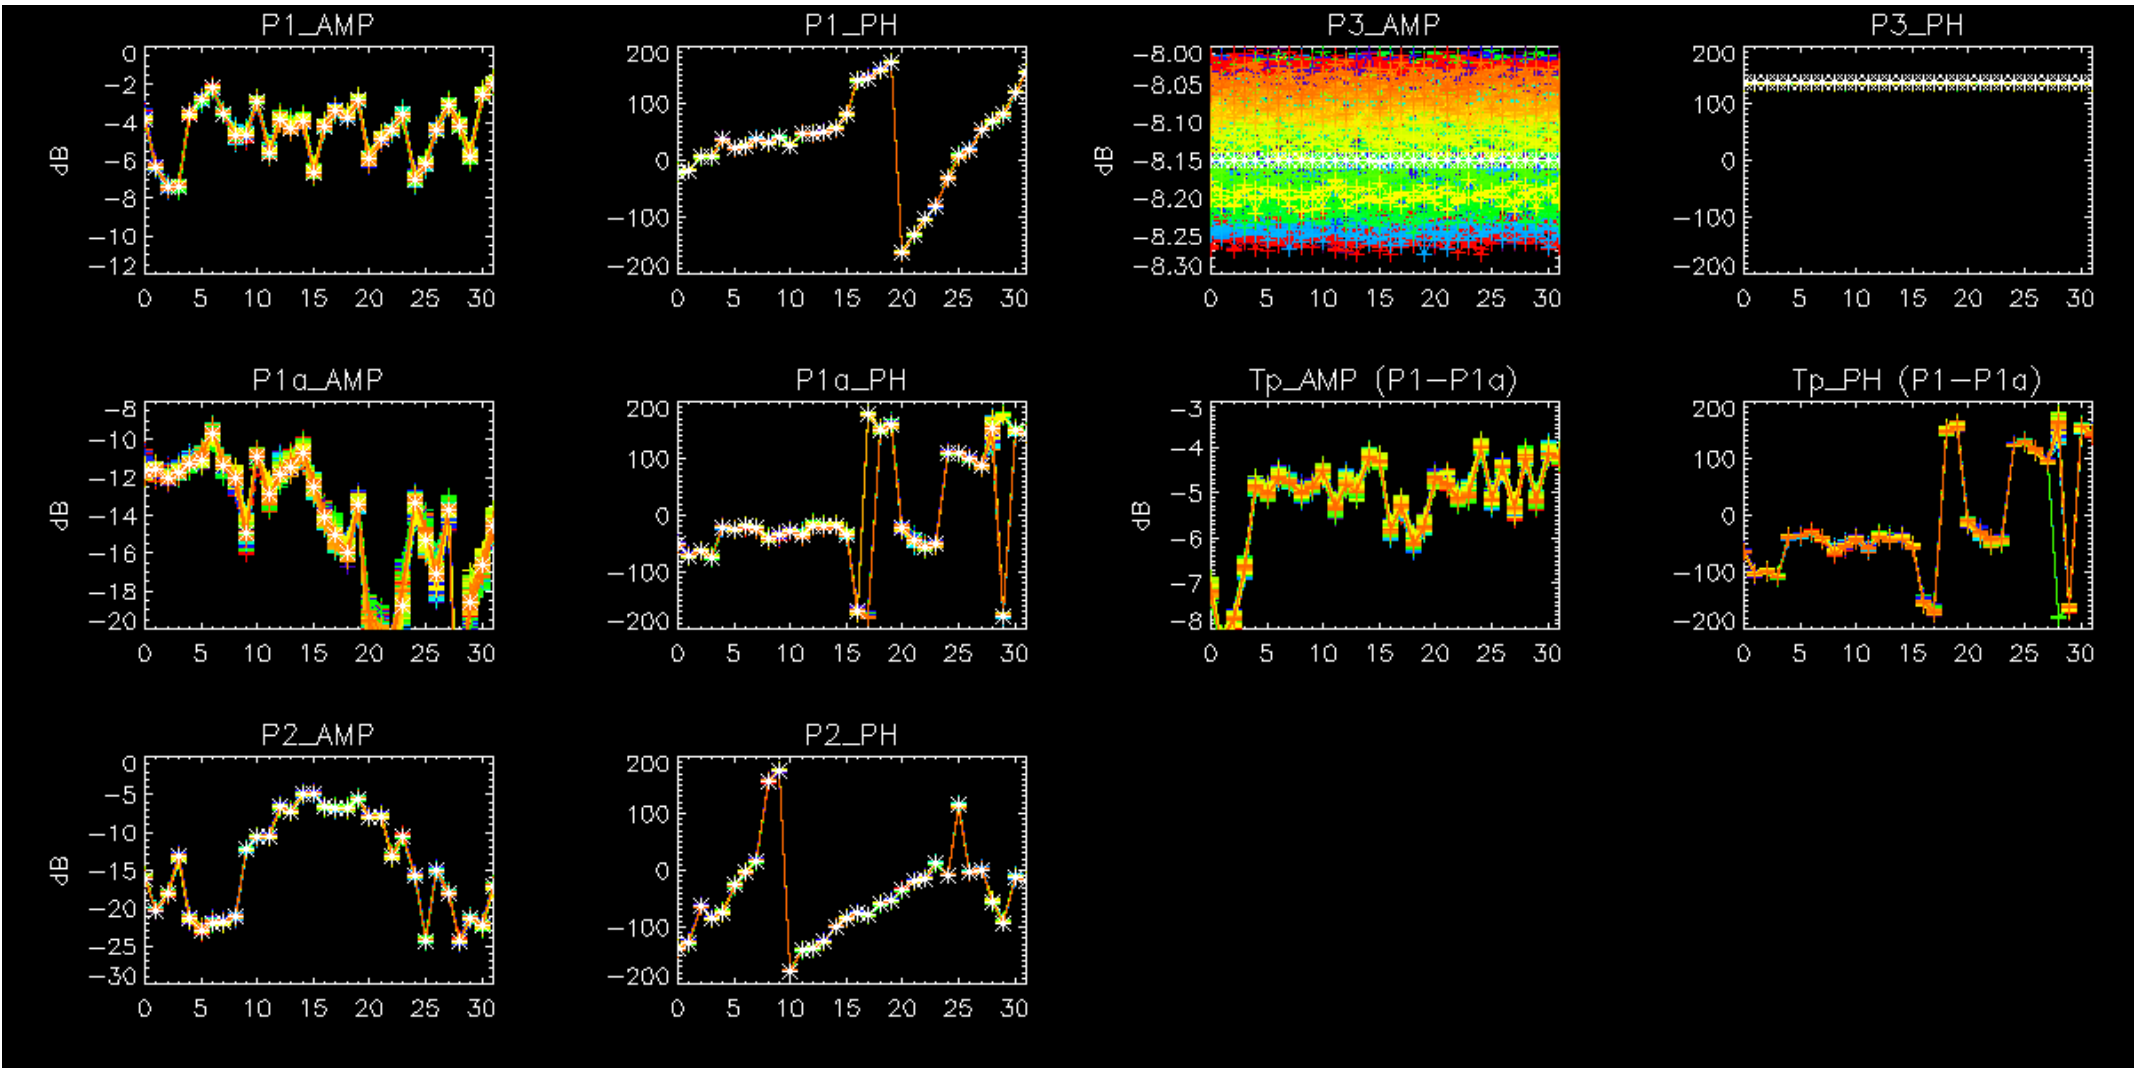 P1_AMP
P1_PH
P3_AMP
P3_PH
0
−2
−4
−6
−8
−10
−12
dB
0 5 10 15 20 25 30
200
100
0
−100
−200
0 5 10 15 20 25 30
−8.00
−8.05
−8.10
−8.15
−8.20
−8.25
−8.30
dB
0 5 10 15 20 25 30
200
100
0
−100
−200
0 5 10 15 20 25 30
P1a_AMP
P1a_PH
Tp_AMP (P1−P1a)
Tp_PH (P1−P1a)
−8
−10
−12
−14
−16
−18
−20
dB
0 5 10 15 20 25 30
200
100
0
−100
−200
0 5 10 15 20 25 30
−3
−4
−5
−6
−7
−8
dB
0 5 10 15 20 25 30
200
100
0
−100
−200
0 5 10 15 20 25 30
P2_AMP
P2_PH
0
−5
−10
−15
−20
−25
−30
dB
0 5 10 15 20 25 30
200
100
0
−100
−200
0 5 10 15 20 25 30